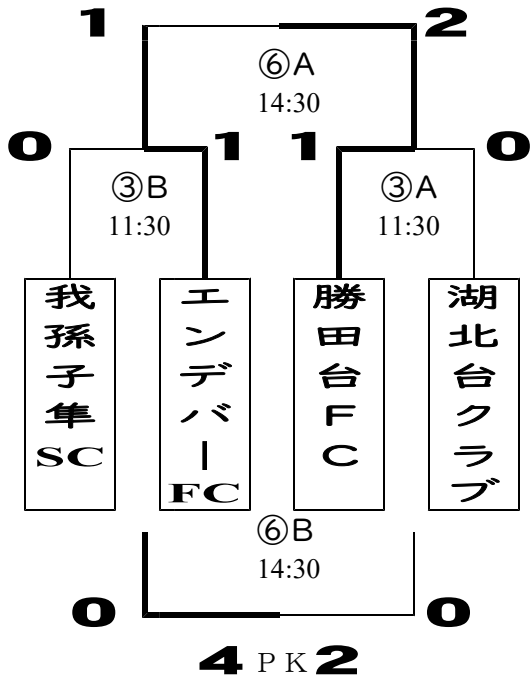 1 2
⑥A
14:30
0 1 1 0
③B ③A
11:30 11:30
我孫子隼SC
エンデバーFC
勝田台FC
湖北台クラブ
⑥B
14:30
0 0
4 PK 2